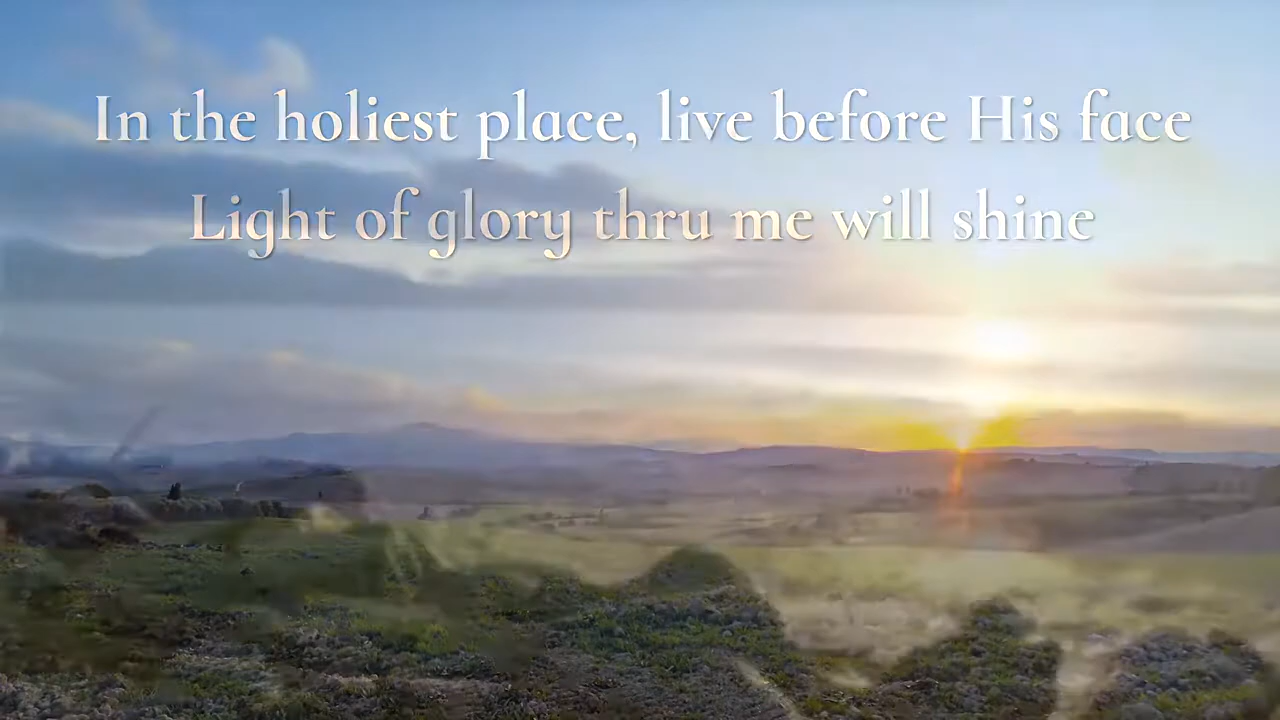 In the holiest place, live before His face
Light of glory thru me will shine